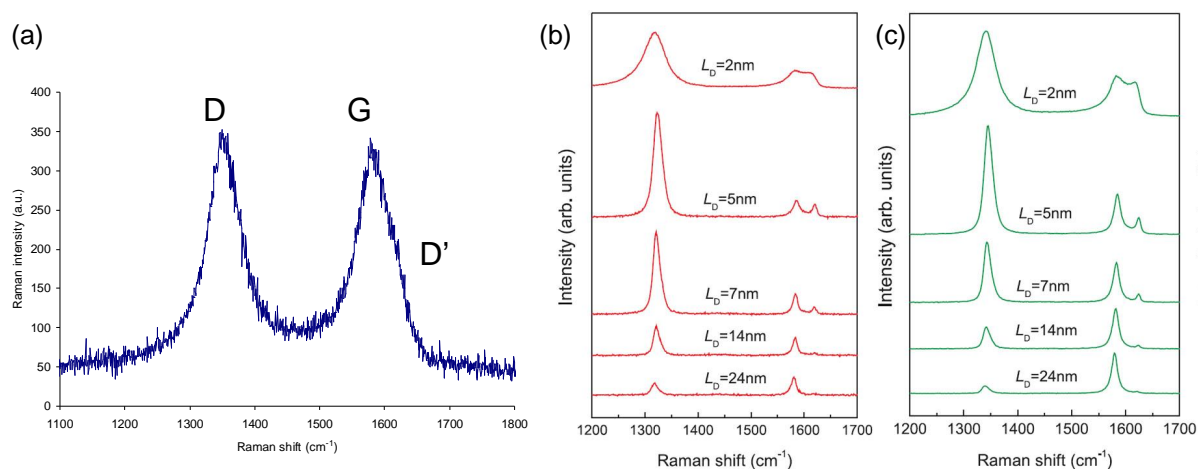 (a)
D
G
D'
400
350
300
250
200
150
100
50
0
Raman intensity (a.u.)
1100 1200 1300 1400 1500 1600 1700 1800
Raman shift (cm⁻¹)
(b)
L_D=2nm
L_D=5nm
L_D=7nm
L_D=14nm
L_D=24nm
Intensity (arb. units)
1200 1300 1400 1500 1600 1700
Raman shift (cm⁻¹)
(c)
L_D=2nm
L_D=5nm
L_D=7nm
L_D=14nm
L_D=24nm
Intensity (arb. units)
1200 1300 1400 1500 1600 1700
Raman shift (cm⁻¹)